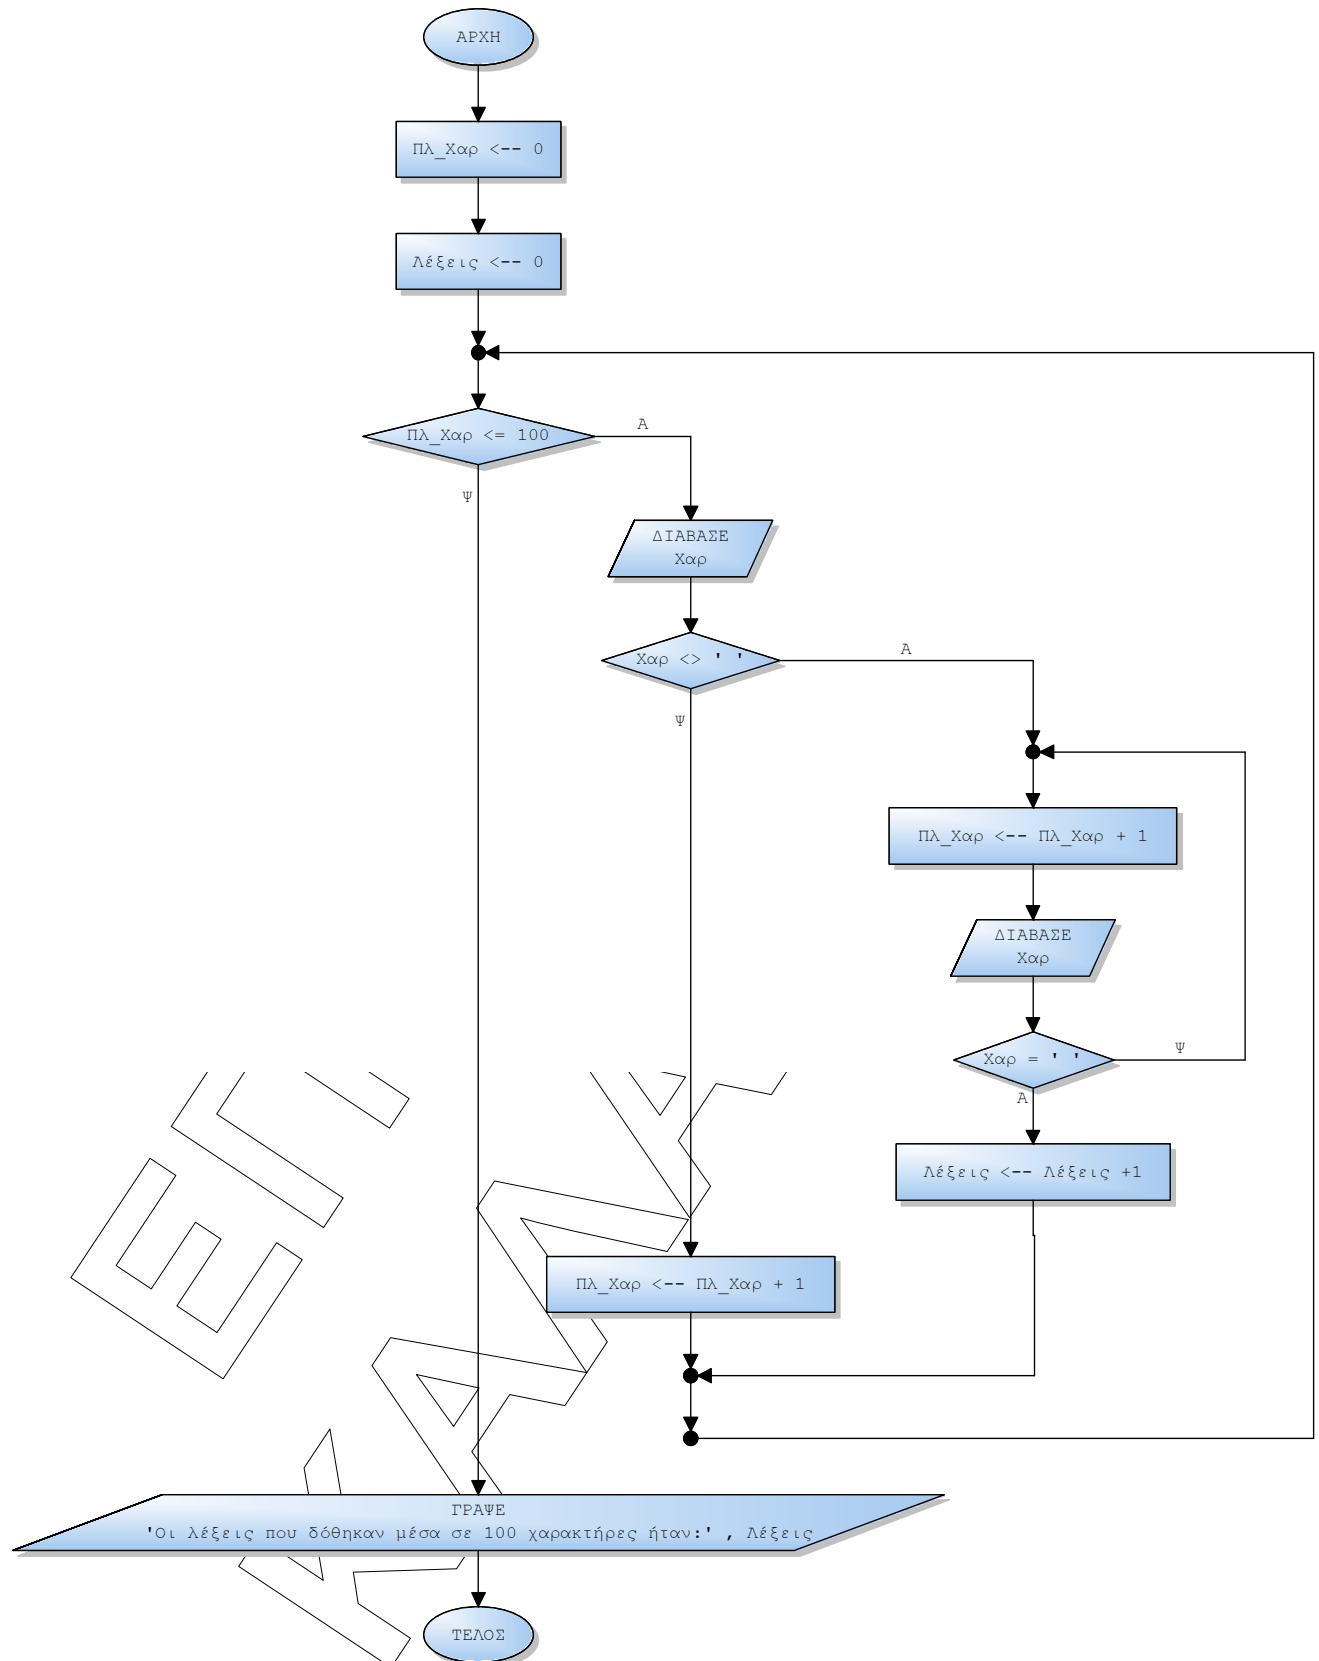 ΑΡΧΗ
Πλ_Χαρ <-- 0
Λέξεις <-- 0
Πλ_Χαρ <= 100
Α
Ψ
ΔΙΑΒΑΣΕ
Χαρ
Χαρ <> ' '
Α
Ψ
Πλ_Χαρ <-- Πλ_Χαρ + 1
ΔΙΑΒΑΣΕ
Χαρ
Χαρ = ' '
Ψ
Α
Λέξεις <-- Λέξεις +1
Πλ_Χαρ <-- Πλ_Χαρ + 1
ΓΡΑΨΕ
'Οι λέξεις που δόθηκαν μέσα σε 100 χαρακτήρες ήταν:' , Λέξεις
ΤΕΛΟΣ